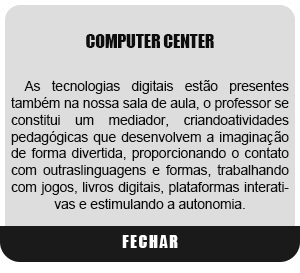 COMPUTER CENTER
As tecnologias digitais estão presentes
também na nossa sala de aula, o professor se
constitui um mediador, criandoatividades
pedagógicas que desenvolvem a imaginação
de forma divertida, proporcionando o contato
com outraslinguagens e formas, trabalhando
com jogos, livros digitais, plataformas interati-
vas e estimulando a autonomia.
FECHAR